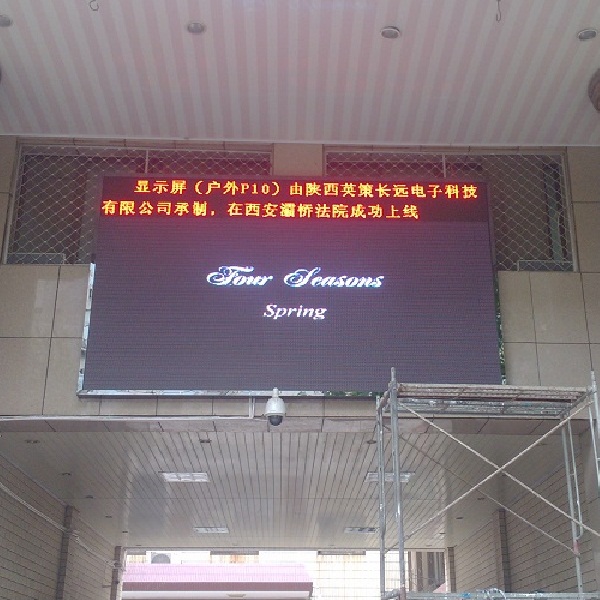 显示屏（户外P10）由陕西英策长远电子科技
有限公司承制，在西安灞桥法院成功上线
Four Seasons
Spring